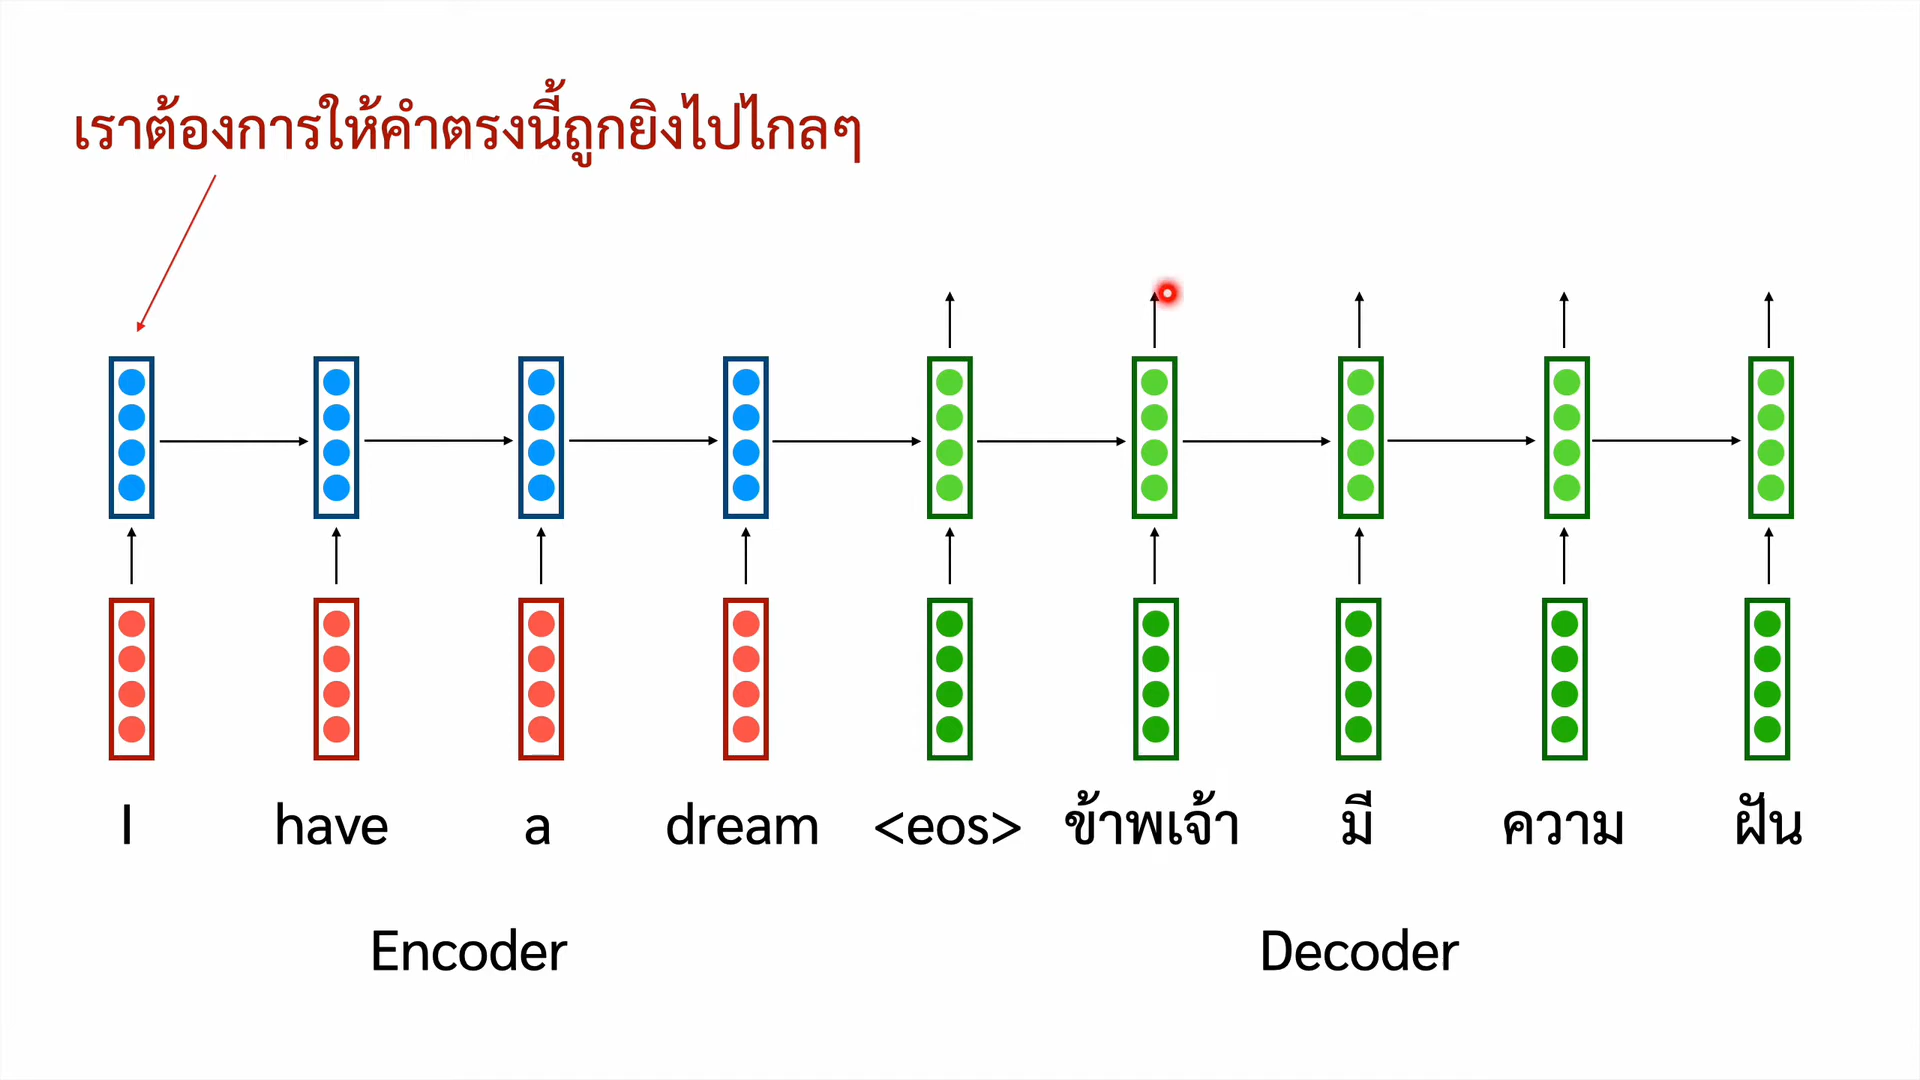 เราต้องการให้คำตรงนี้ถูกยิงไปไกลๆ
I have a dream <eos> ข้าพเจ้า มี ความ ฝัน
Encoder Decoder